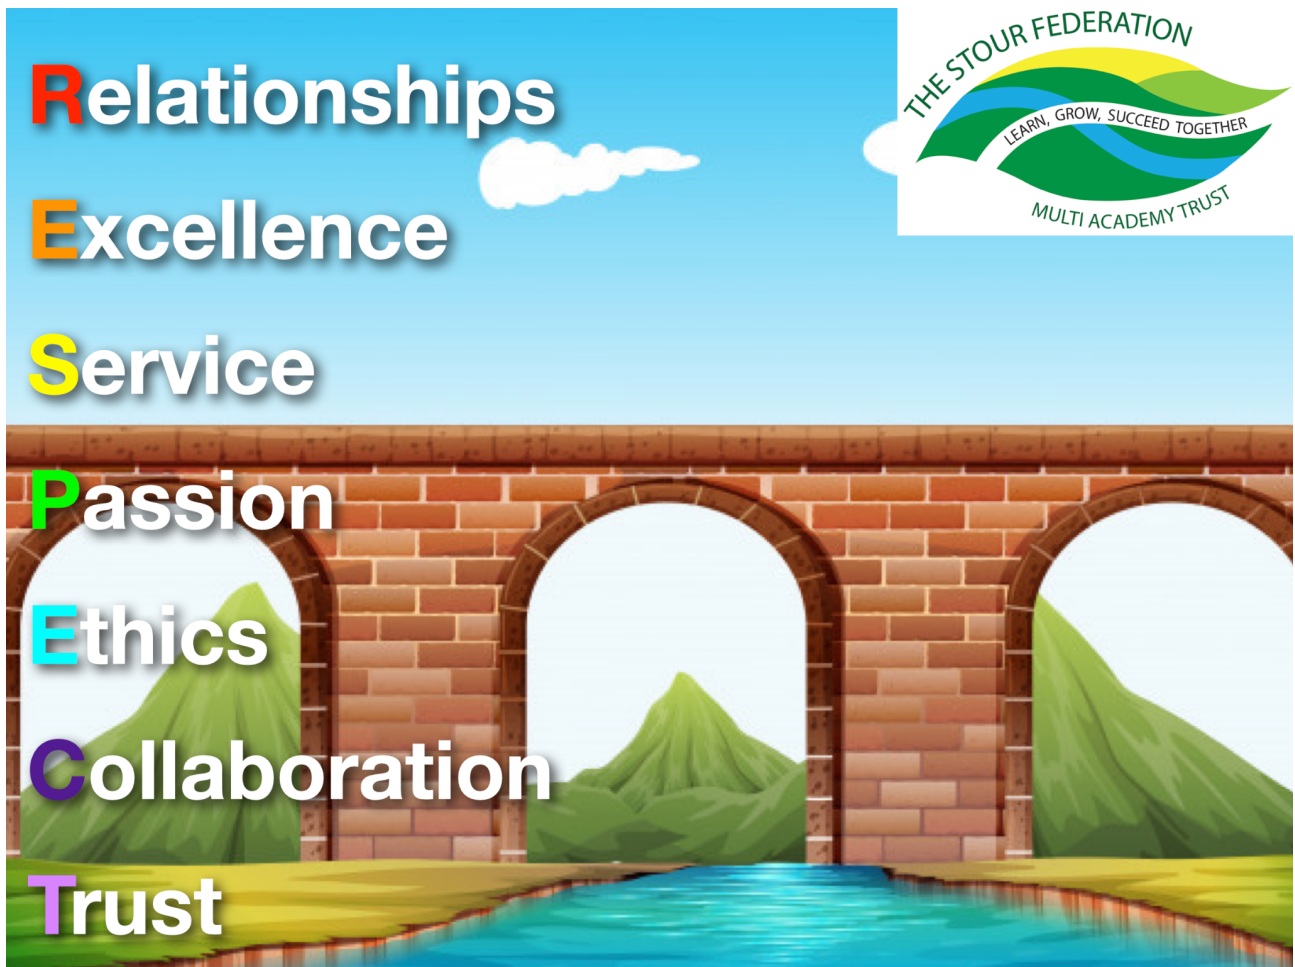 Relationships
Excellence
Service
Passion
Ethics
Collaboration
Trust
THE STOUR FEDERATION
LEARN, GROW, SUCCEED TOGETHER
MULTI ACADEMY TRUST